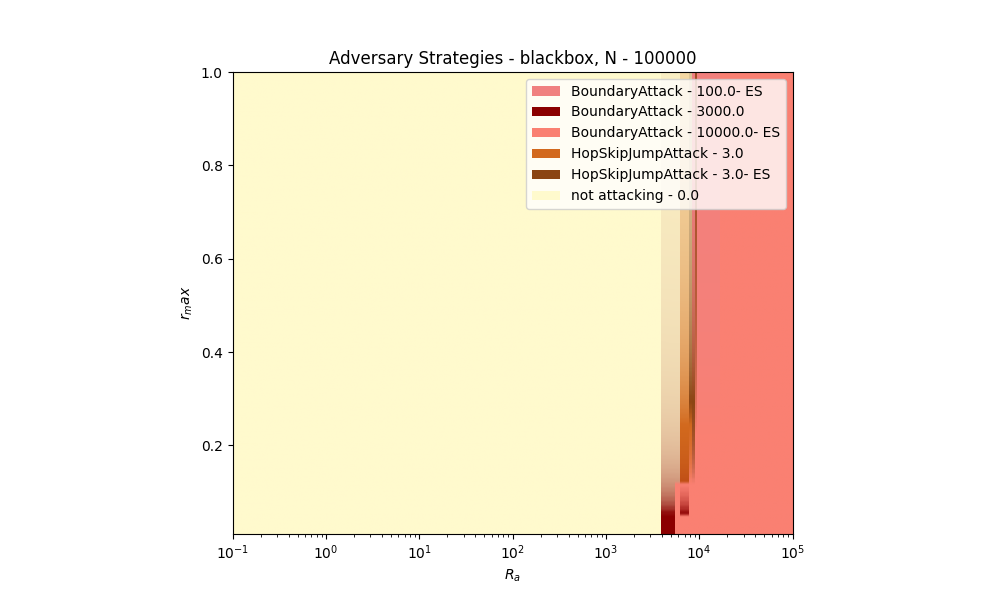 Adversary Strategies - blackbox, N - 100000
1.0
0.8
0.6
0.4
0.2
r_max
BoundaryAttack - 100.0- ES
BoundaryAttack - 3000.0
BoundaryAttack - 10000.0- ES
HopSkipJumpAttack - 3.0
HopSkipJumpAttack - 3.0- ES
not attacking - 0.0
10^−1 10^0 10^1 10^2 10^3 10^4 10^5
R_a